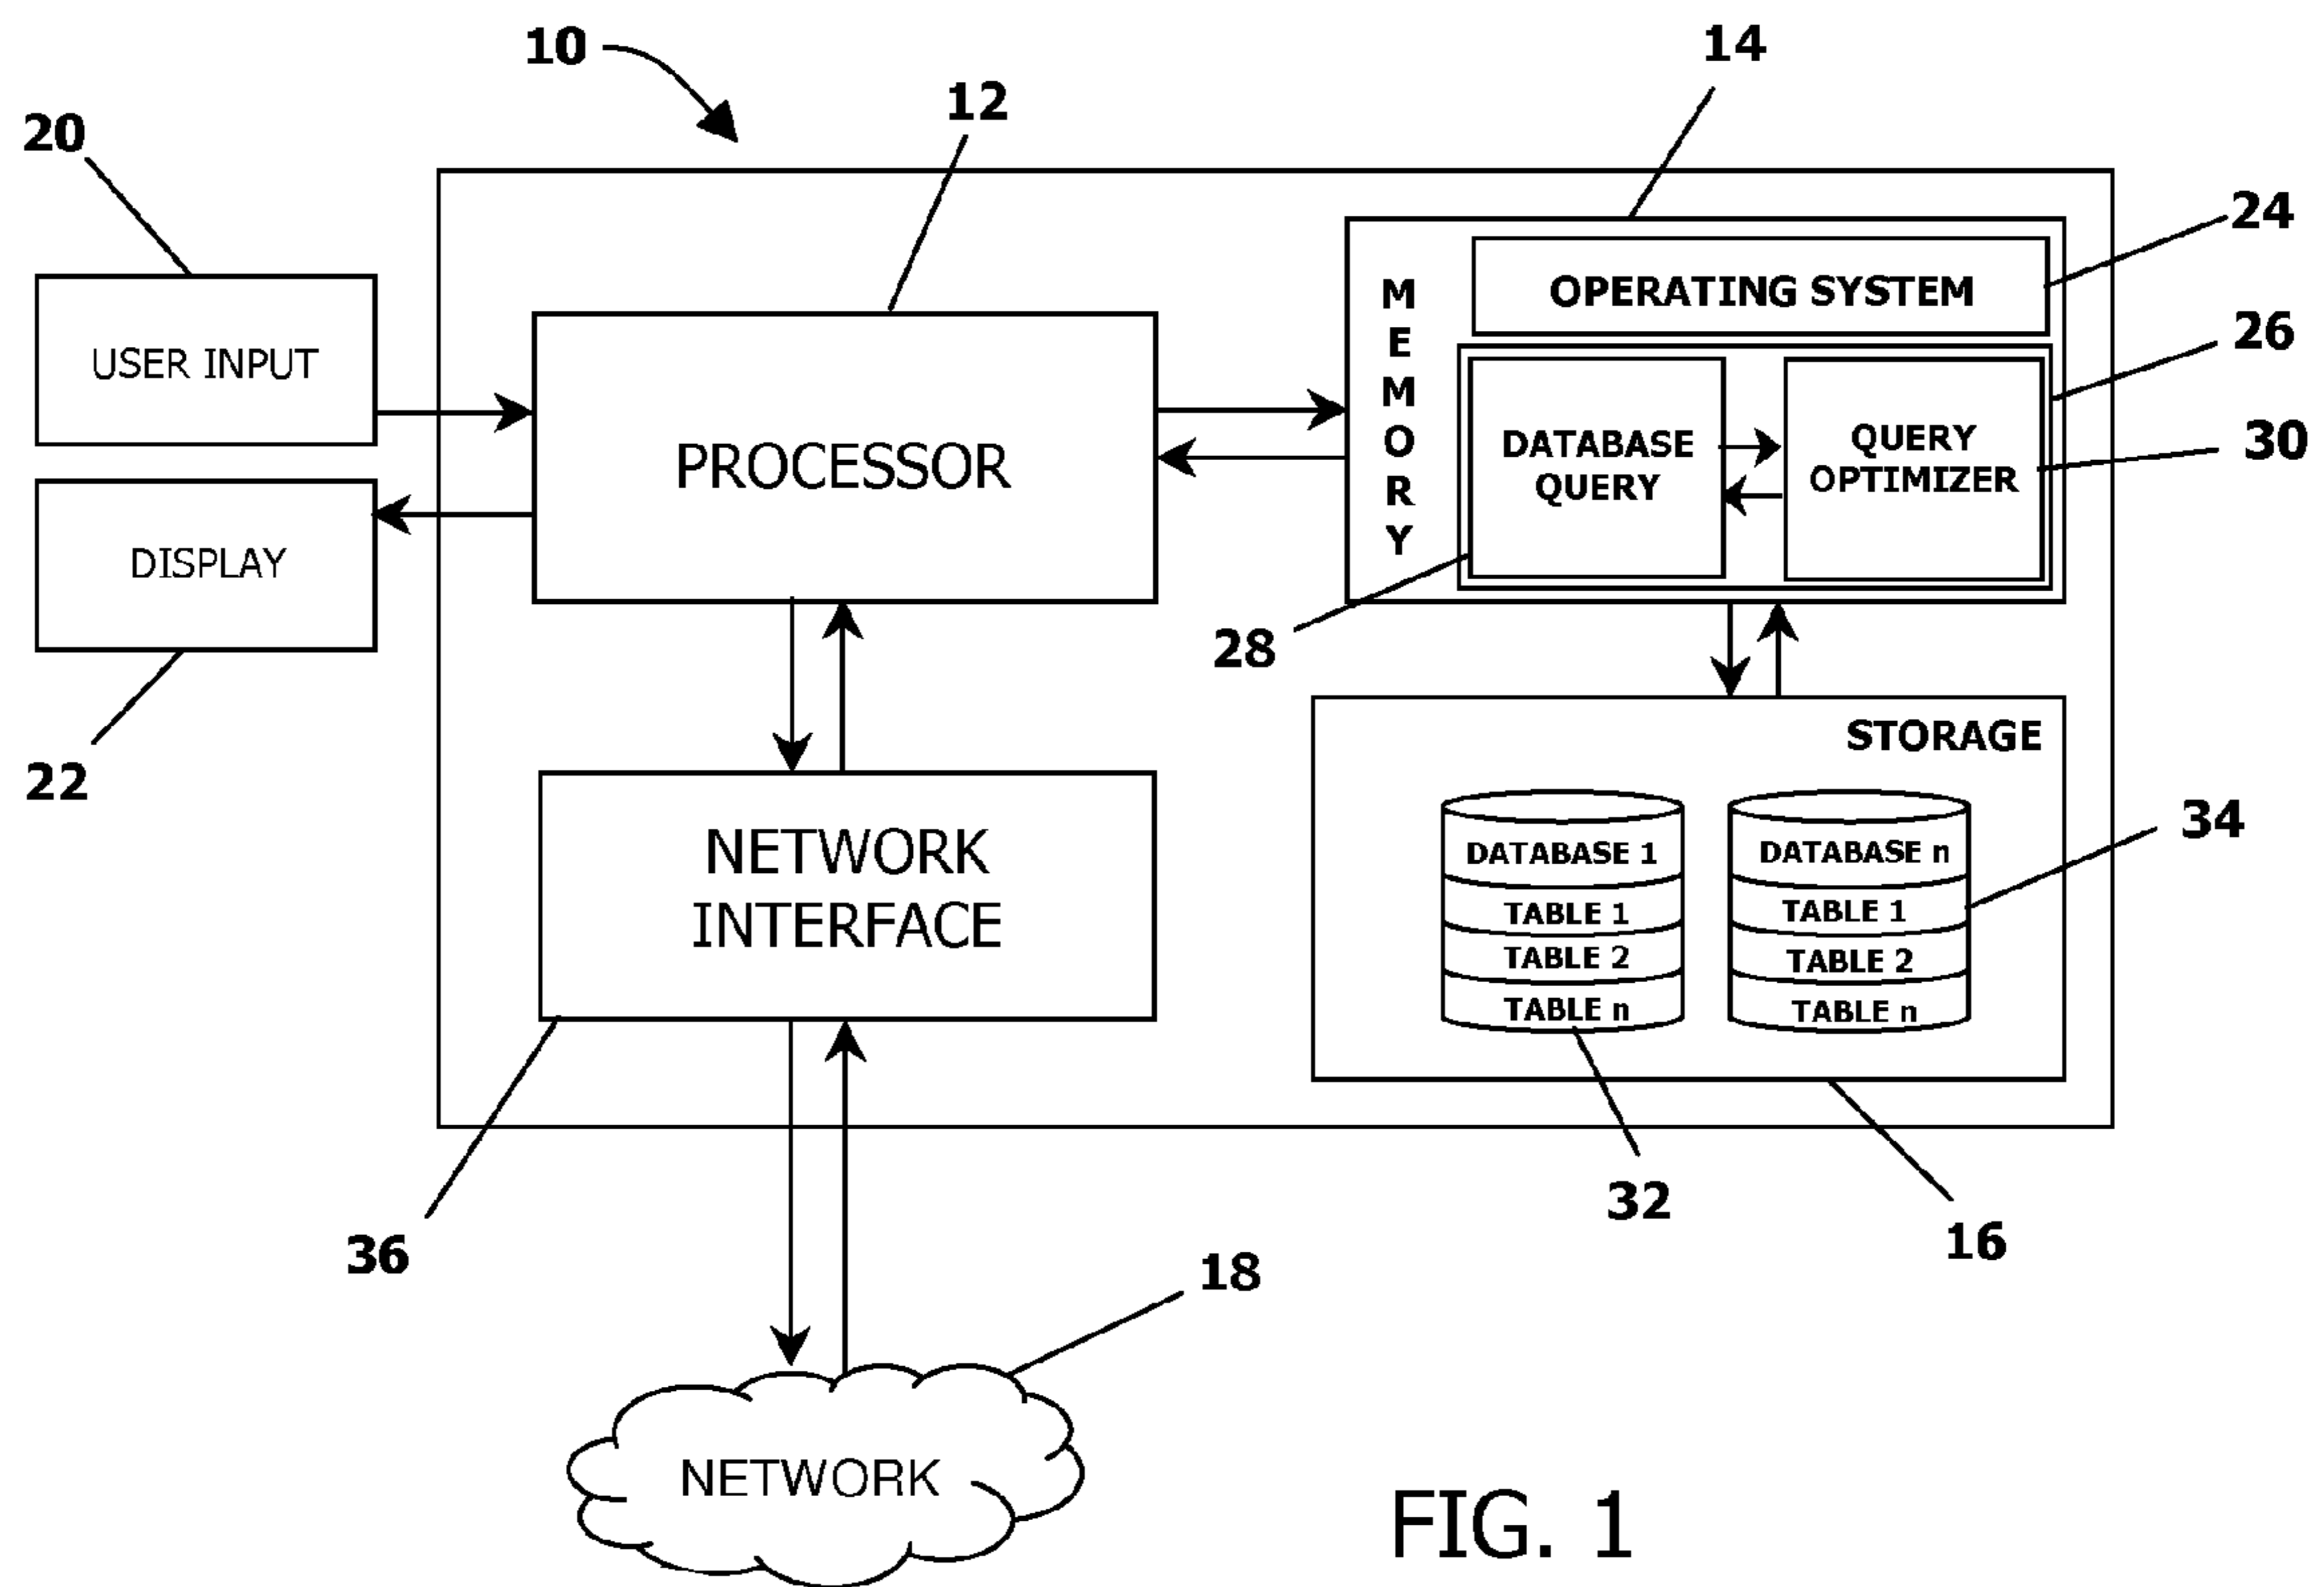 10
14
12
20
24
OPERATING SYSTEM
26
USER INPUT
MEMORY
PROCESSOR
DATABASE
QUERY
QUERY
OPTIMIZER
30
DISPLAY
28
22
STORAGE
NETWORK
INTERFACE
DATABASE 1
TABLE 1
TABLE 2
TABLE n
DATABASE n
TABLE 1
TABLE 2
TABLE n
34
32
16
36
18
NETWORK
FIG. 1